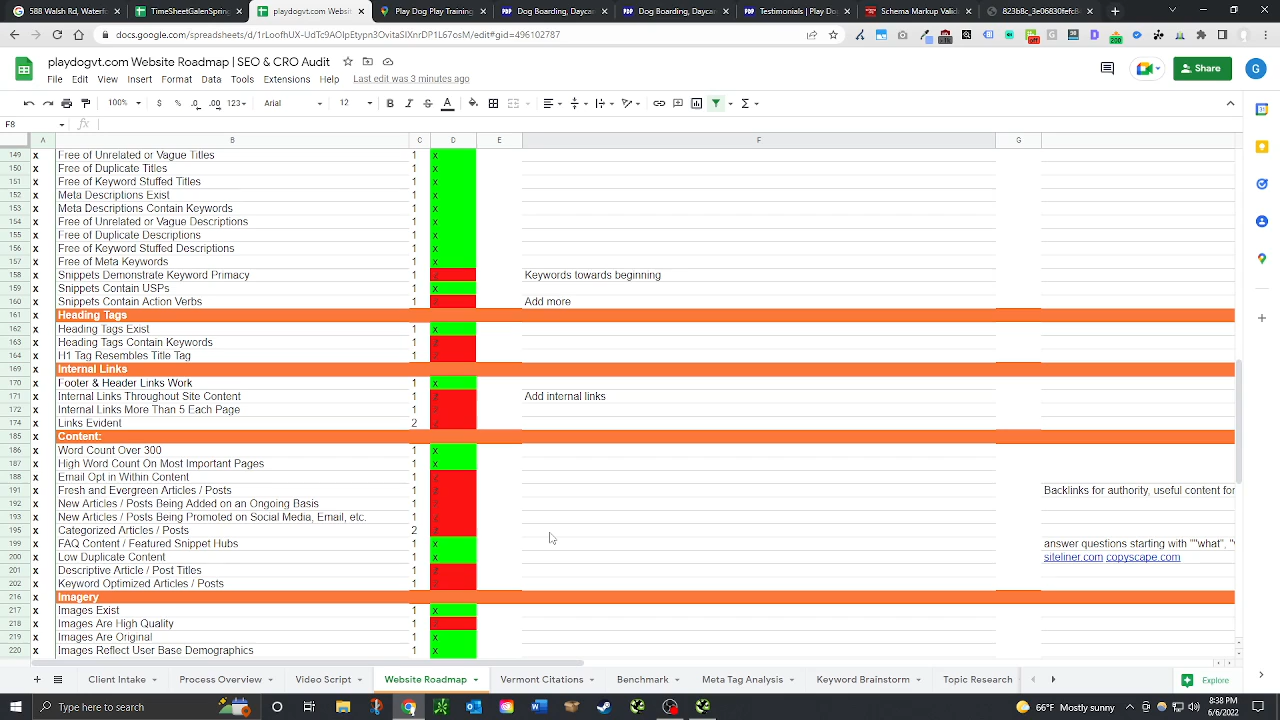 588 Walsh Rd, Waterf
TimeSheetGalenSpring
playdogvt.com Websit
Play Dog Play Training
Dog Boarding, Dayca
Dog Boarding, Dayca
Testimonials | Play Do
Schema Markup Valid
823b8c_3e06830fefc84
docs.google.com/spreadsheets/d/1rLoofhUX-UdTc9AOIpEtypn3OvitaSIXnrDP1L67osM/edit#gid=496102787
playdogvt.com Website Roadmap | SEO & CRO Audit
File Edit View Insert Format Data Tools Extensions Help Last edit was 3 minutes ago
Share
G
100% $ % .0 .00 123 Arial 12 B I S A
F8 fx
A B C D E F G
149 x Free of Unrelated or Vague Titles 1 x
150 x Free of Duplicate Titles 1 x
151 x Free of Keyword Stuffed Titles 1 x
152 x Meta Descriptions Exist 1 x
153 x Meta Descriptions Contain Keywords 1 x
154 x Free of Unrelated or Vague Descriptions 1 x
155 x Free of Duplicate Descriptions 1 x
156 x Free of Keyword Stuffed Descriptions 1 x
157 x Free of Meta Keywords 1 x
158 x Snippets Demonstrate Keyword Primacy 1 Keywords towards beginning
159 x Snippets Contain USPs 1 x
160 x Snippets Contain Action Verbs 1 Add more
161 x Heading Tags
162 x Heading Tags Exist 1 x
163 x Heading Tags Contain Keywords 1
164 x H1 Tag Resembles Title Tag 1
169 x Internal Links
170 x Footer & Header Links Work 1 x
171 x Internal Links Throughout Site Content 1 Add internal links
172 x Internal Links More Than 5 Each Page 1
174 x Links Evident 2
185 x Content:
186 x Word Count Over 300 1 x
187 x High Word Count On Most Important Pages 1 x
188 x Email Opt in Within Content 1
191 x Fresh and Evergreen Articles / Posts 1 Backlinks for authority, useful content for
192 x New Articles / Posts Being Added on an Ongoing Basis 1
193 x New Articles / Posts Being Promoted on Social Media, Email, etc. 1
195 x Categorized Articles / Posts 2
199 x FAQ Content / Featured Snippet Hubs 1 x answer questions starting with ""what",
200 x Low Duplicate Content 1 x siteliner.com copyscape.com
201 x Descriptive Article / Post Titles 1
202 x Keyword Optimized Articles / Posts 1
216 x Imagery
217 x Images Exist 1 x
218 x Images Are High Quality 1
219 x Images Are Original 1 x
220 x Images Reflect User Base Demographics 1 x
Client Intake Process Overview Video Script Website Roadmap Vermont Citations Benchmark Meta Tag Analysis Keyword Brainstorm Topic Research Explore
Type here to search
66°F Mostly sunny
8:38 PM
6/6/2022